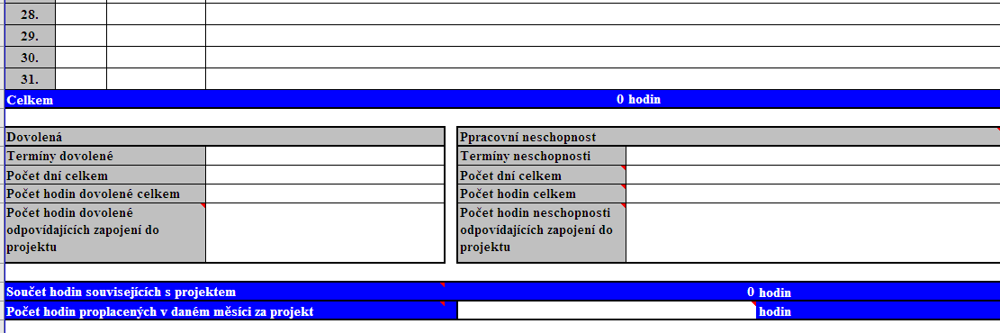 28.
29.
30.
31.
Celkem 0 hodin
Dovolená
Termíny dovolené
Počet dní celkem
Počet hodin dovolené celkem
Počet hodin dovolené
odpovídajících zapojení do
projektu
Ppracovní neschopnost
Termíny neschopnosti
Počet dní celkem
Počet hodin celkem
Počet hodin neschopnosti
odpovídajících zapojení do
projektu
Součet hodin souvisejících s projektem 0 hodin
Počet hodin proplacených v daném měsíci za projekt hodin